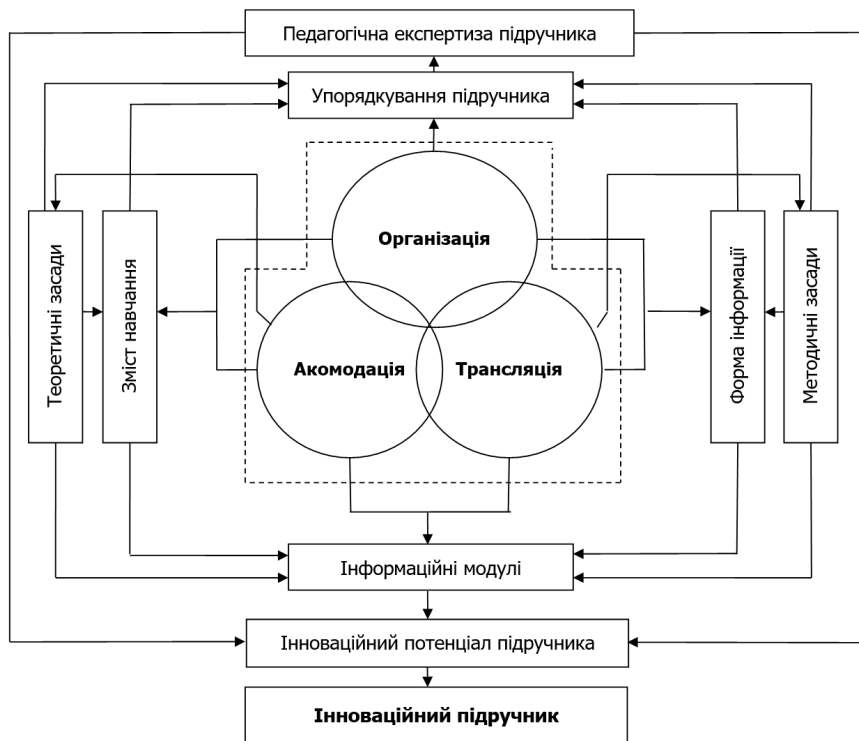 Педагогічна експертиза підручника
Упорядкування підручника
Організація
Теоретичні засади
Зміст навчання
Акомодація
Трансляція
Форма інформації
Методичні засади
Інформаційні модулі
Інноваційний потенціал підручника
Інноваційний підручник